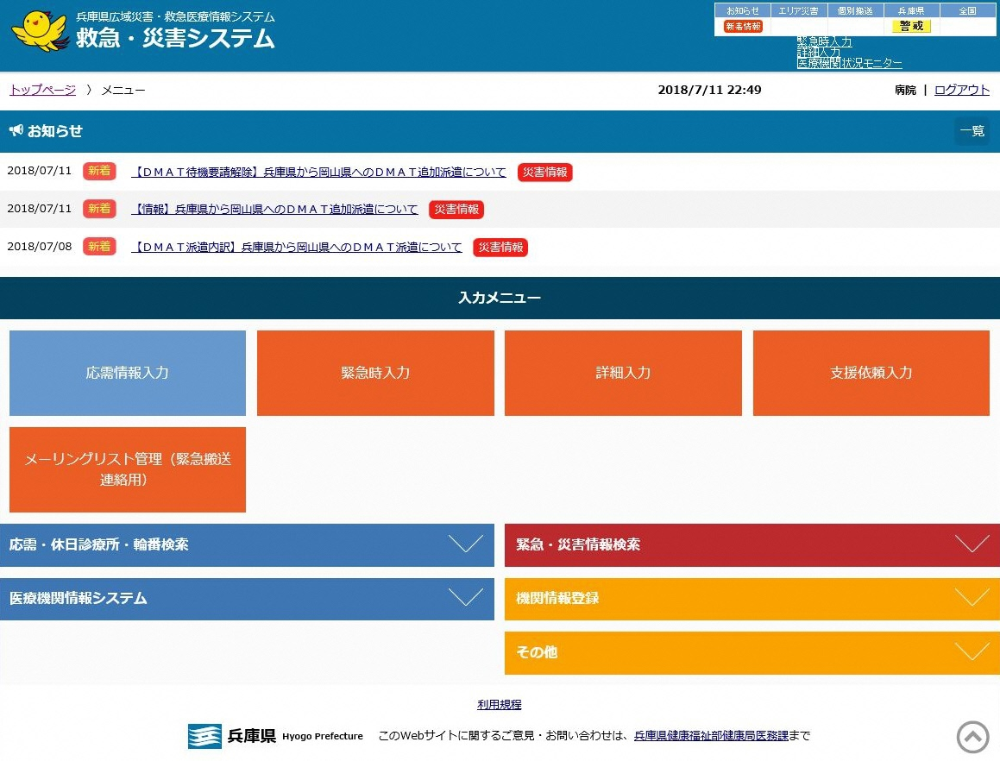 兵庫県広域災害・救急医療情報システム
救急・災害システム
お知らせ エリア災害 個別搬送 兵庫県 全国
新着情報 警戒
緊急時入力
詳細入力
医療機関状況モニター
トップページ 〉 メニュー 2018/7/11 22:49 病院 | ログアウト
お知らせ 一覧
2018/07/11 新着 【ＤＭＡＴ待機要請解除】兵庫県から岡山県へのＤＭＡＴ追加派遣について 災害情報
2018/07/11 新着 【情報】兵庫県から岡山県へのＤＭＡＴ追加派遣について 災害情報
2018/07/08 新着 【ＤＭＡＴ派遣内訳】兵庫県から岡山県へのＤＭＡＴ派遣について 災害情報
入力メニュー
応需情報入力 緊急時入力 詳細入力 支援依頼入力
メーリングリスト管理（緊急搬送
連絡用）
応需・休日診療所・輪番検索 緊急・災害情報検索
医療機関情報システム 機関情報登録
その他
利用規程
兵庫県 Hyogo Prefecture このWebサイトに関するご意見・お問い合わせは、兵庫県健康福祉部健康局医務課まで